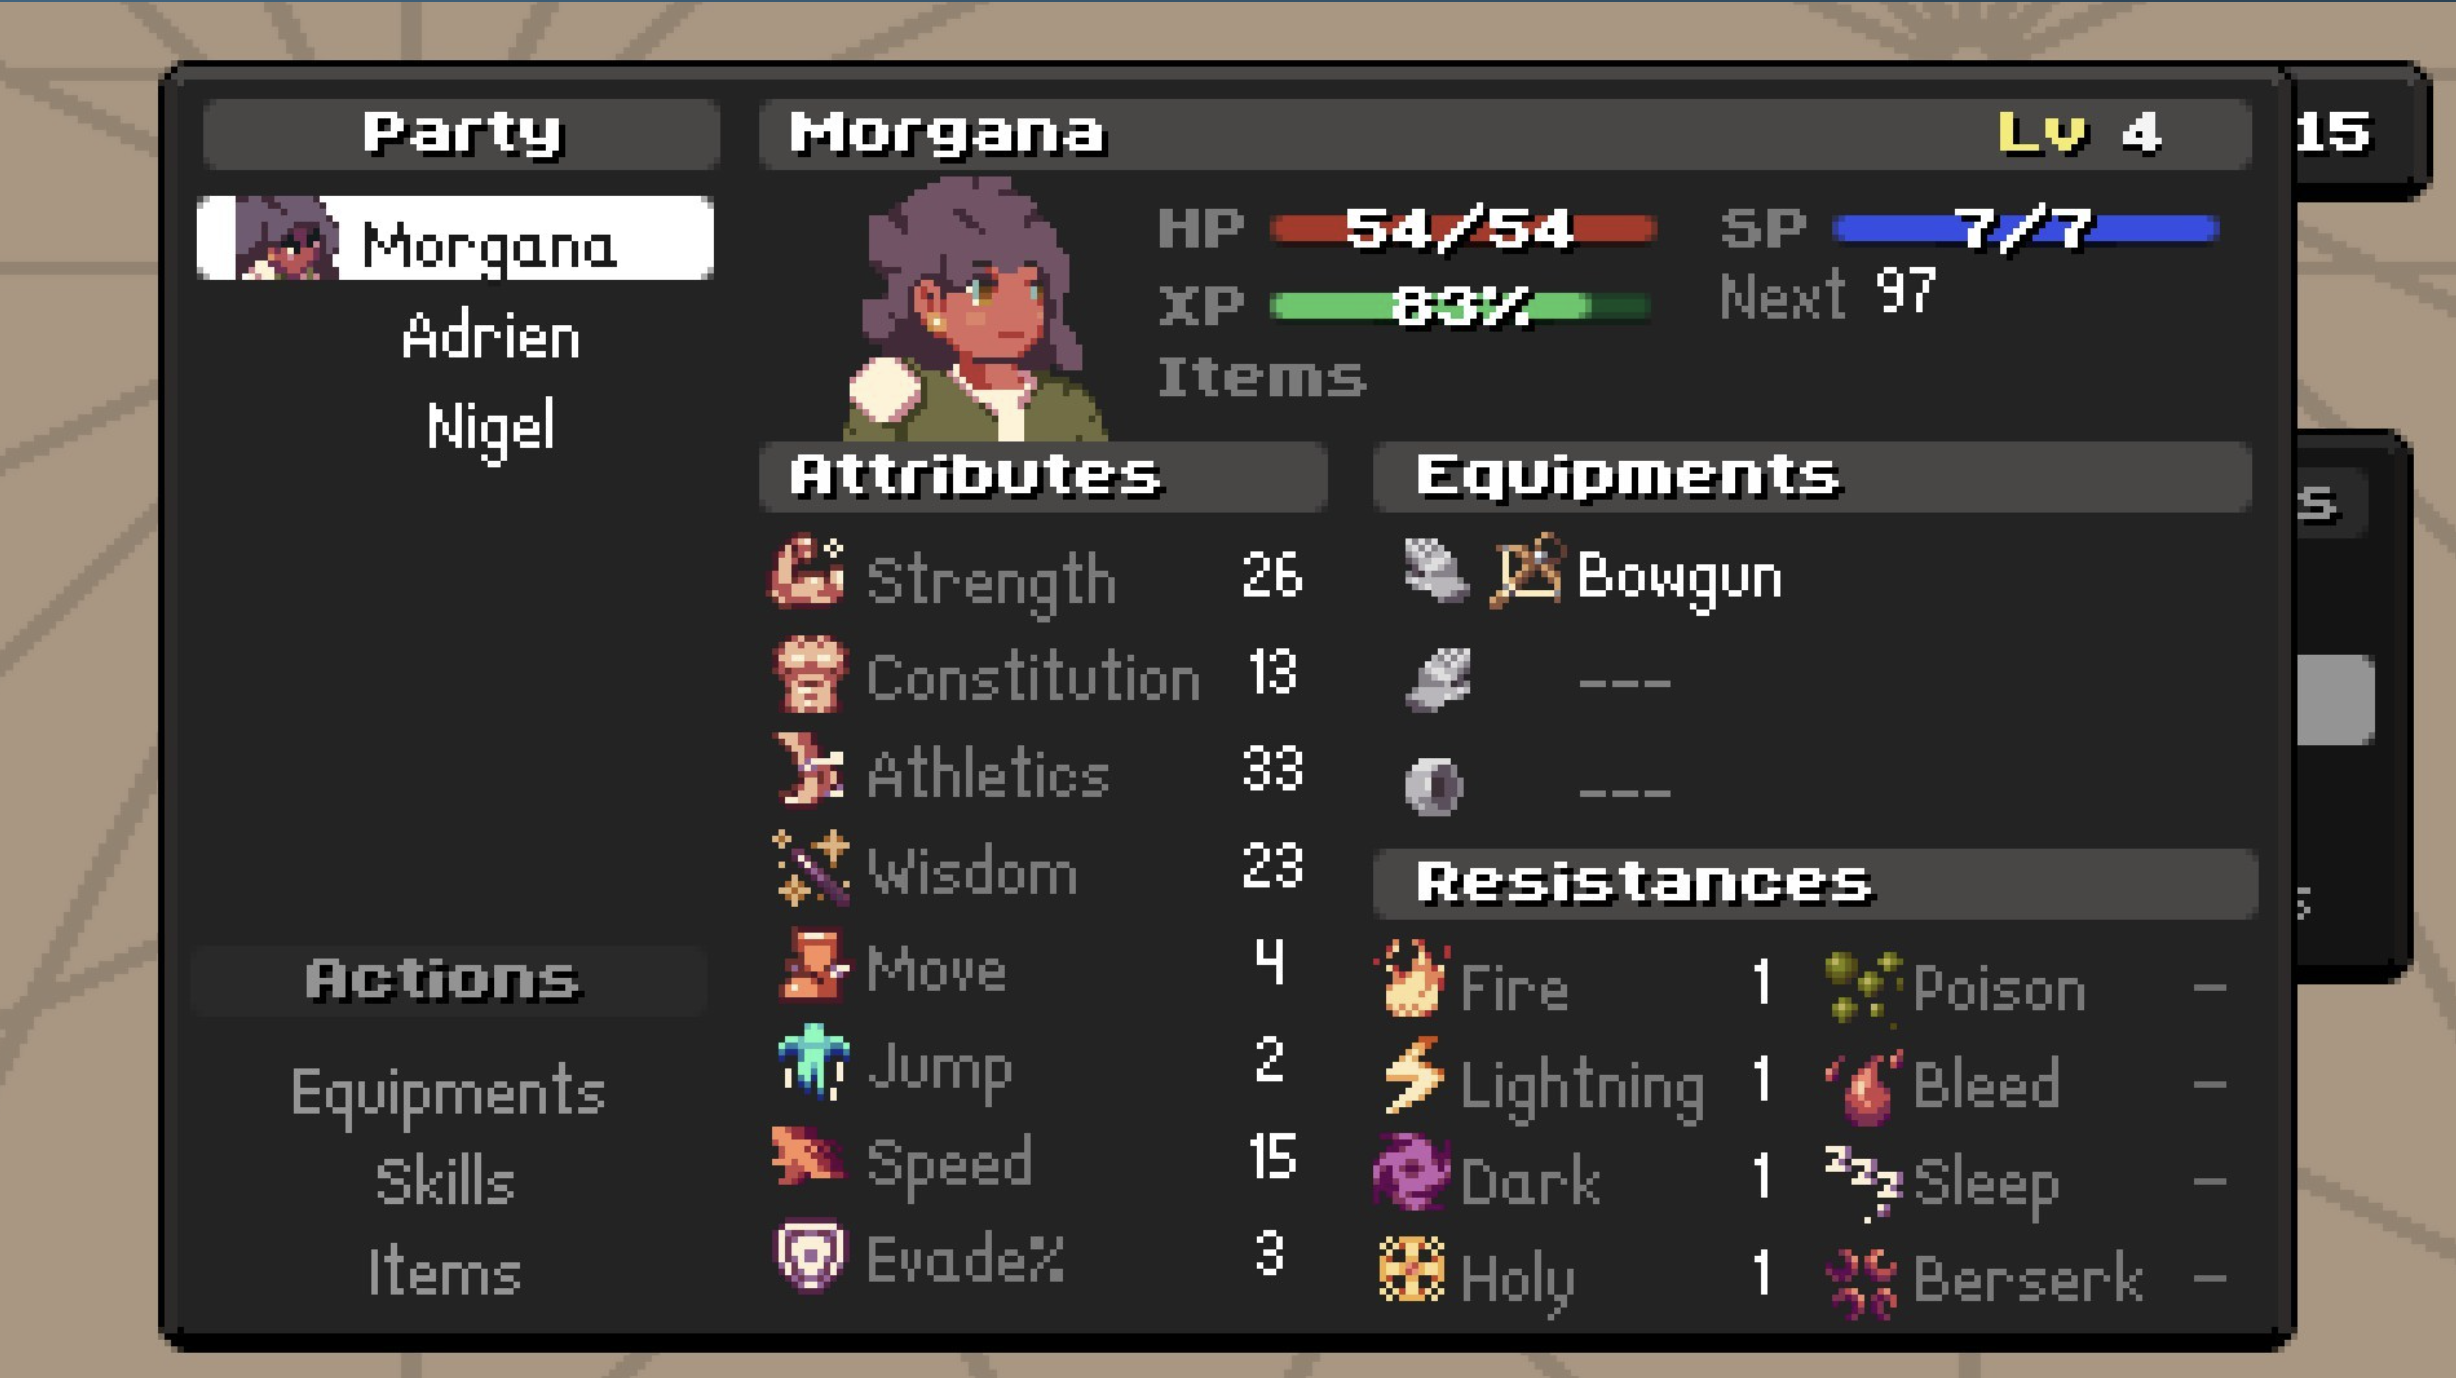 Party
Morgana
Adrien
Nigel
Actions
Equipments
Skills
Items
Morgana Lv 4
HP 54/54 SP 7/7
XP 83% Next 97
Items
Attributes
Strength 26
Constitution 13
Athletics 33
Wisdom 23
Move 4
Jump 2
Speed 15
Evade% 3
Equipments
Bowgun
---
---
Resistances
Fire 1 Poison –
Lightning 1 Bleed –
Dark 1 Sleep –
Holy 1 Berserk –
15
s
s